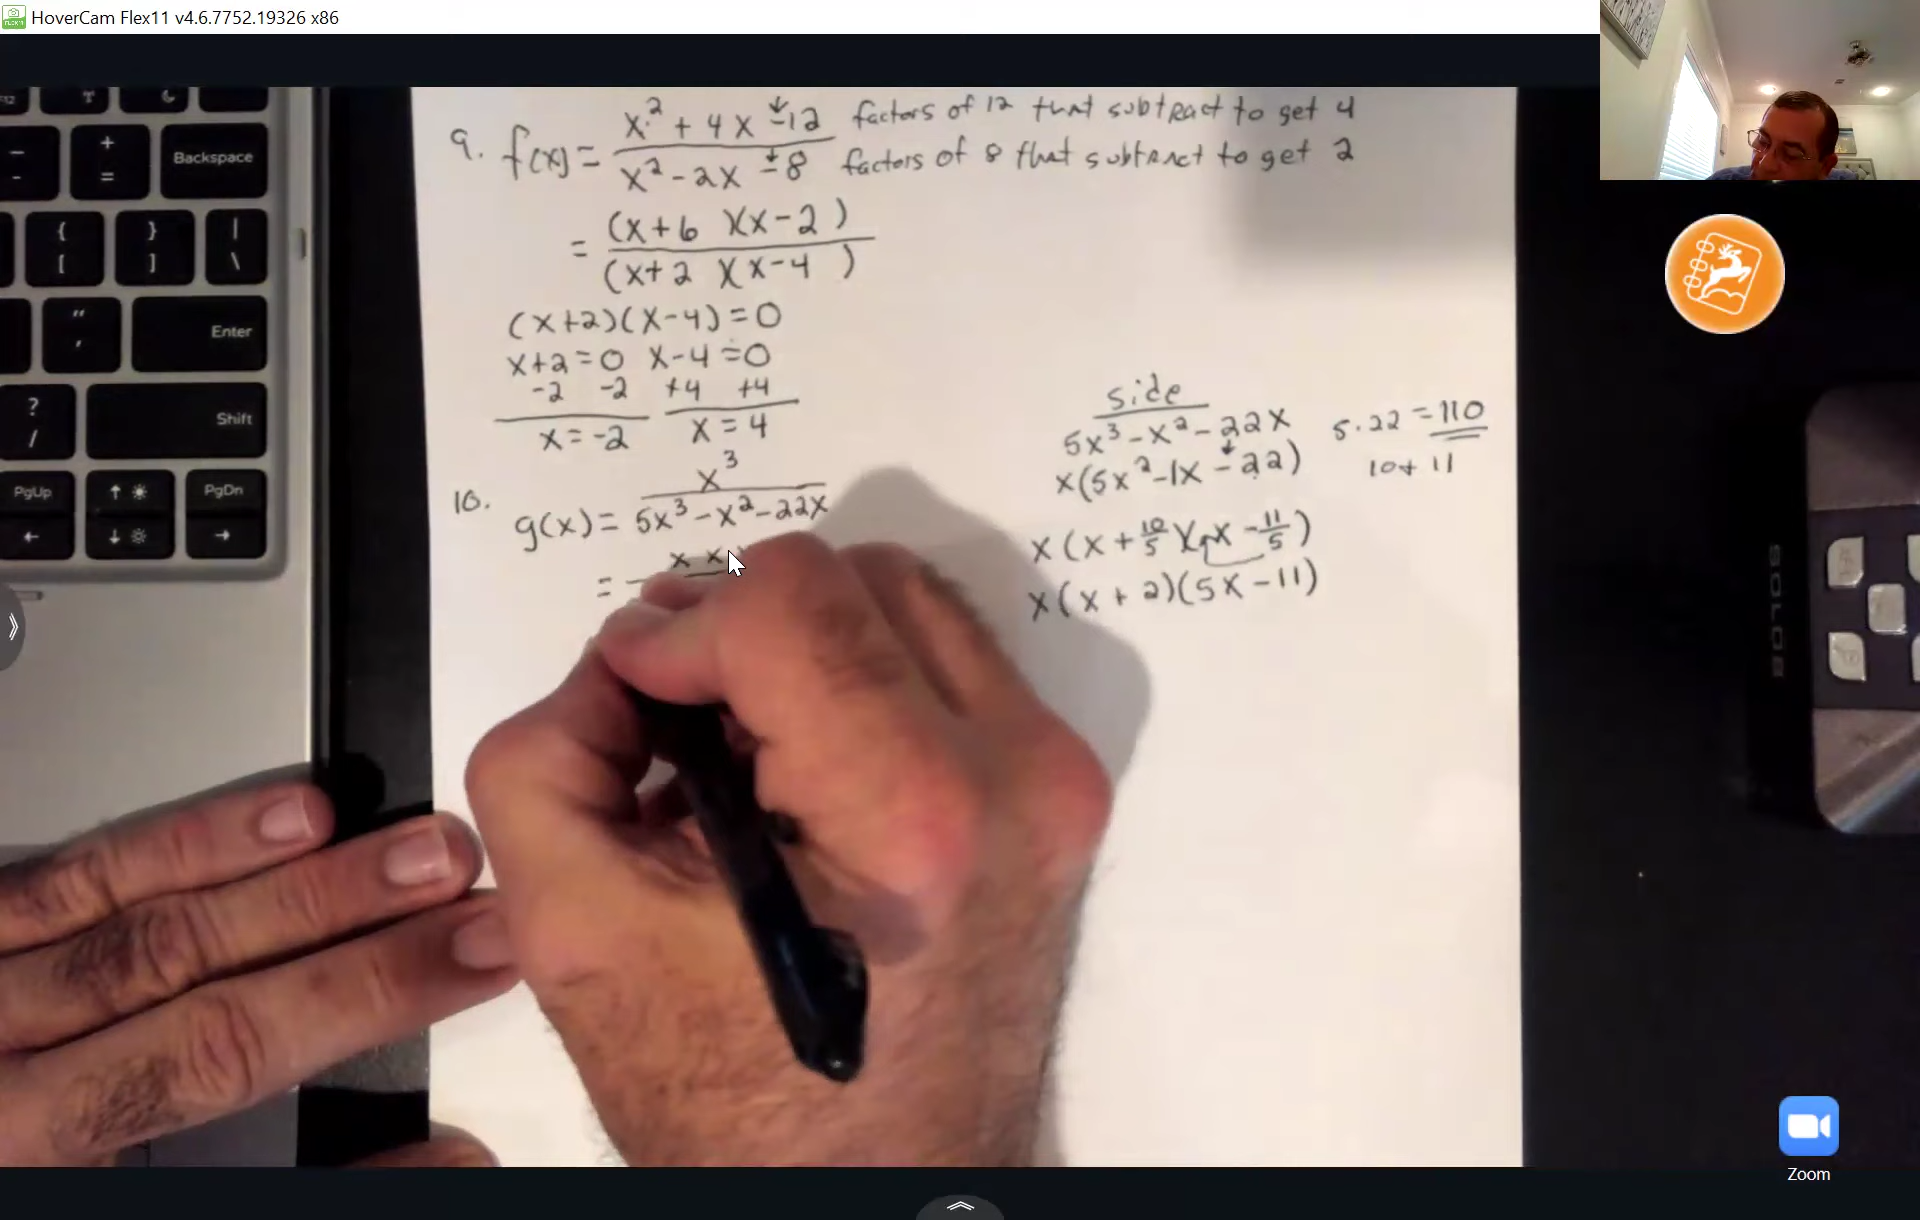 HoverCam Flex11 v4.6.7752.19326 x86
9. f(x) = x² + 4x - 12 / x² - 2x - 8
factors of 12 that subtract to get 4
factors of 8 that subtract to get 2
= (x+6)(x-2) / (x+2)(x-4)
(x+2)(x-4)=0
x+2=0 x-4=0
-2 -2 +4 +4
x=-2 x=4
10. g(x) = x³ / 5x³-x²-22x
= x x
side
5x³-x²-22x 5·22=110
x(5x²-1x-22) 10+11
x(x+10/5)(x-11/5)
x(x+2)(5x-11)
F12
+
=
Backspace
{
[
}
]
|
\
"
,
Enter
?
/
Shift
PgUp
PgDn
Zoom